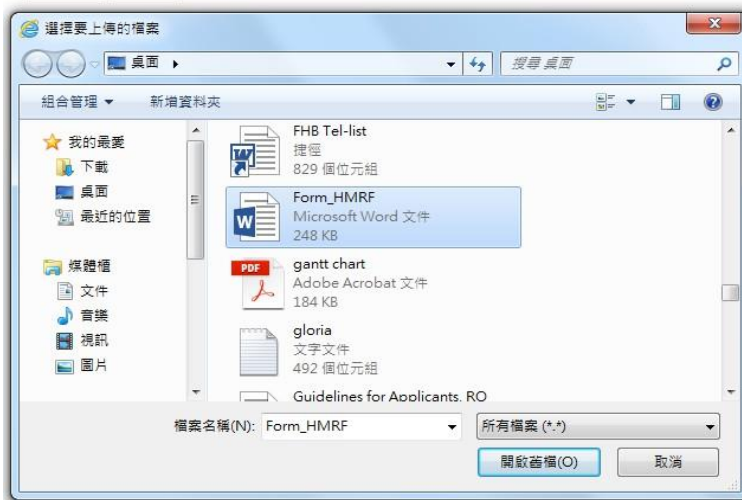 選擇要上傳的檔案
桌面
搜尋 桌面
組合管理
新增資料夾
我的最愛
下載
桌面
最近的位置
媒體櫃
文件
音樂
視訊
圖片
FHB Tel-list
捷徑
829 個位元組
Form_HMRF
Microsoft Word 文件
248 KB
PDF
gantt chart
Adobe Acrobat 文件
184 KB
gloria
文字文件
492 個位元組
Guidelines for Applicants. RO
檔案名稱(N): Form_HMRF
所有檔案 (*.*)
開啟舊檔(O)
取消